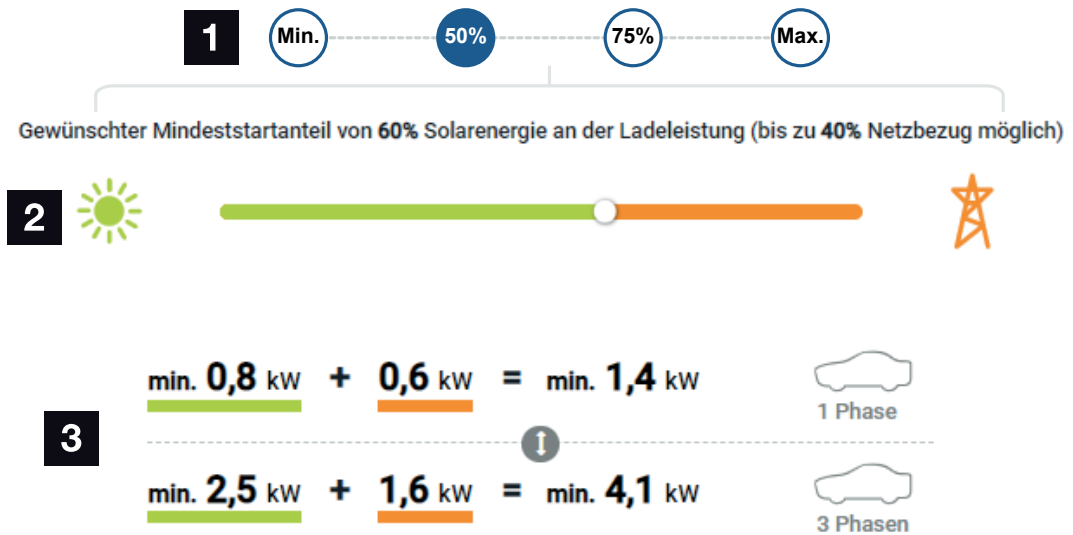 1 Min. 50% 75% Max.
Gewünschter Mindeststartanteil von 60% Solarenergie an der Ladeleistung (bis zu 40% Netzbezug möglich)
2
min. 0,8 kW + 0,6 kW = min. 1,4 kW
1 Phase
3
min. 2,5 kW + 1,6 kW = min. 4,1 kW
3 Phasen